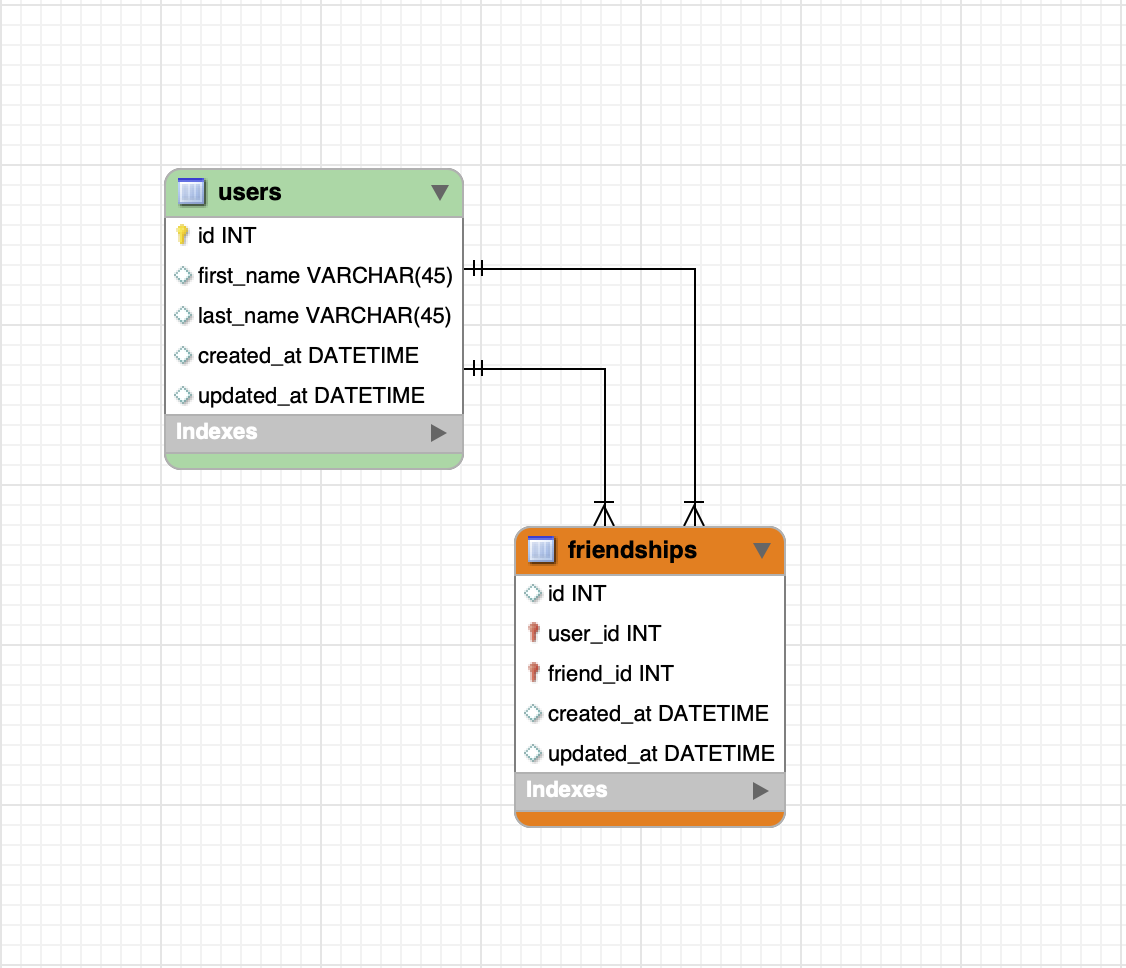 users
id INT
first_name VARCHAR(45)
last_name VARCHAR(45)
created_at DATETIME
updated_at DATETIME
Indexes
friendships
id INT
user_id INT
friend_id INT
created_at DATETIME
updated_at DATETIME
Indexes